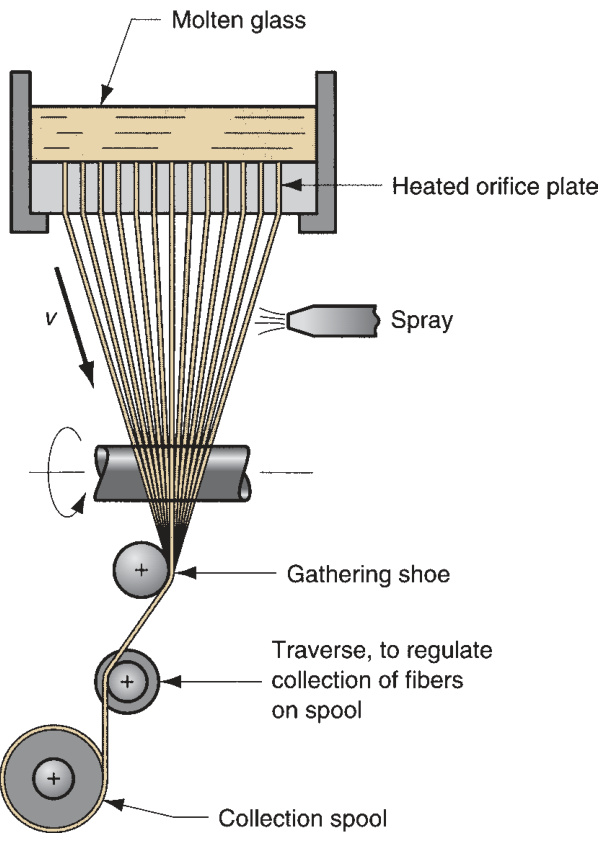 Molten glass
Heated orifice plate
v
Spray
Gathering shoe
Traverse, to regulate
collection of fibers
on spool
Collection spool